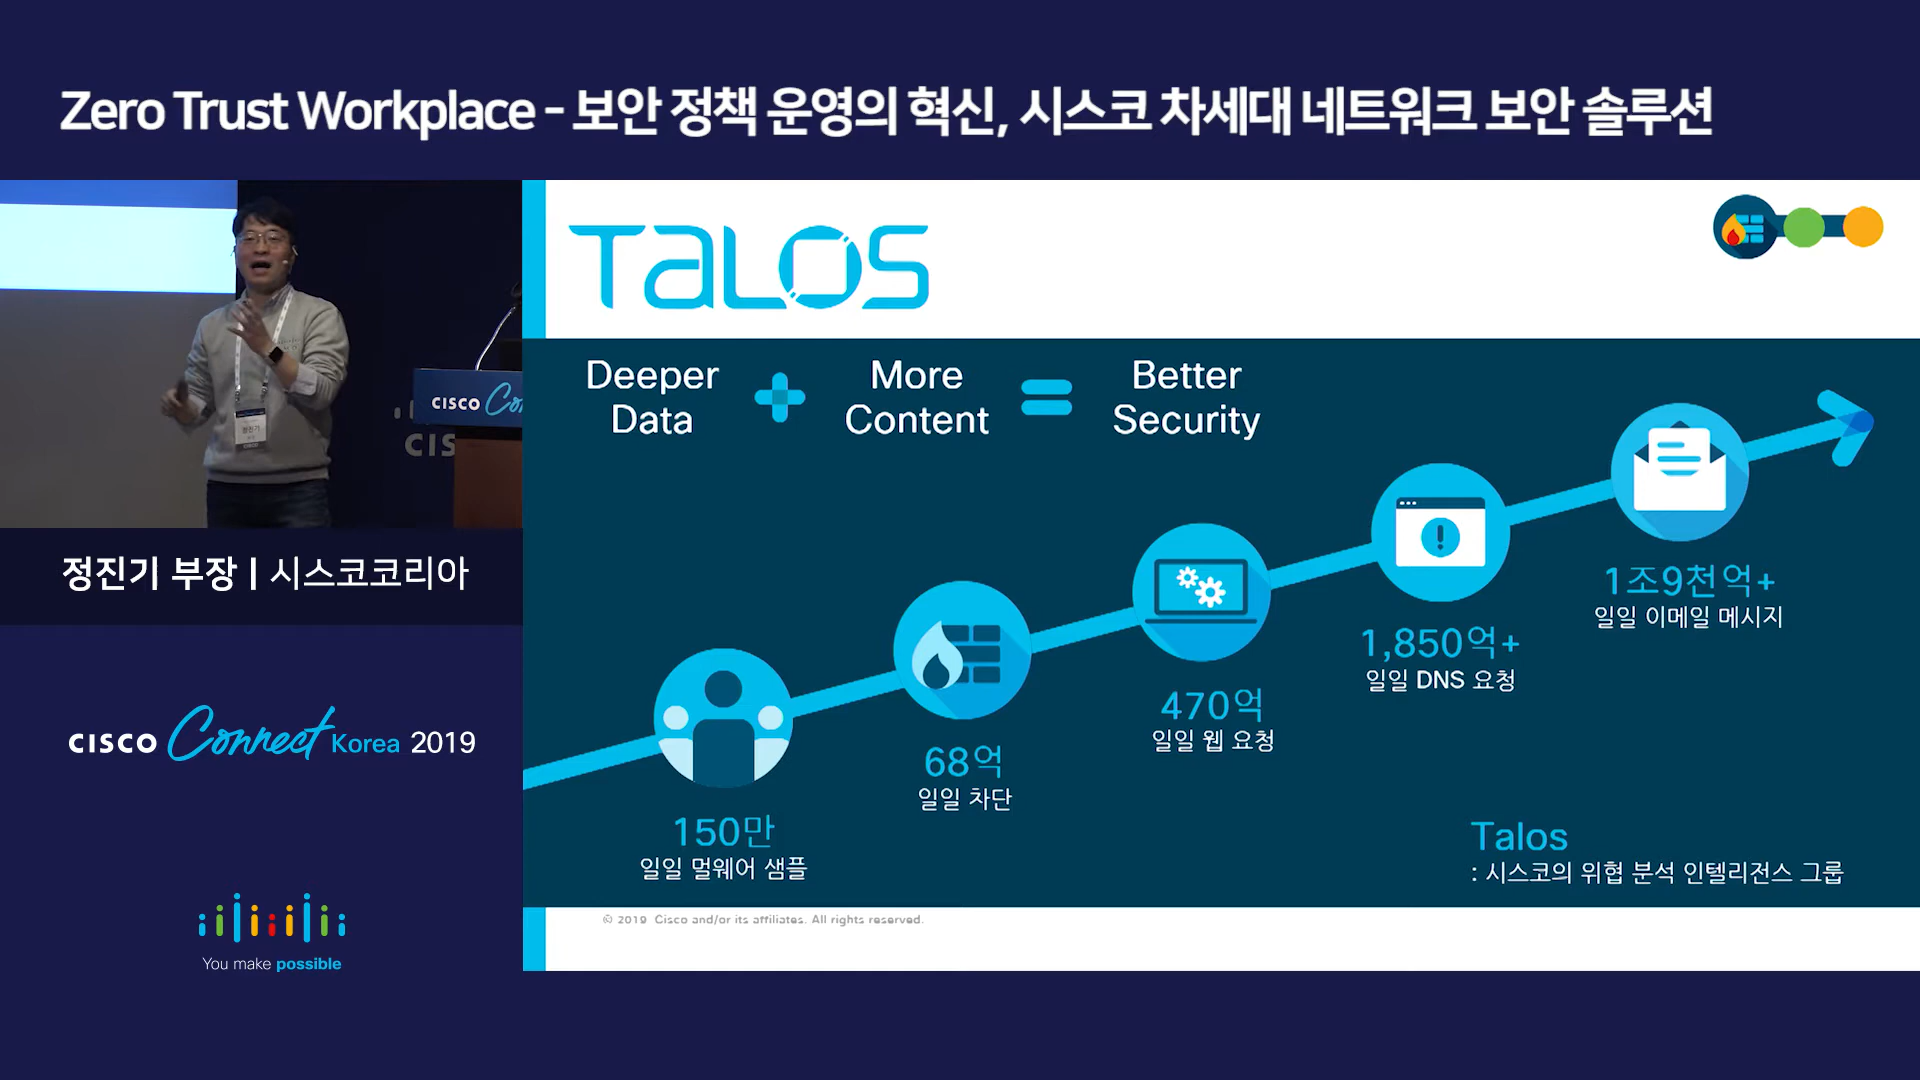 Zero Trust Workplace - 보안 정책 운영의 혁신, 시스코 차세대 네트워크 보안 솔루션
CISCO
CIS
정진기
정진기 부장 | 시스코코리아
CISCO Connect Korea 2019
You make possible
TALOS
Deeper
Data
More
Content
Better
Security
150만
일일 멀웨어 샘플
68억
일일 차단
470억
일일 웹 요청
1,850억+
일일 DNS 요청
1조9천억+
일일 이메일 메시지
Talos
: 시스코의 위협 분석 인텔리전스 그룹
© 2019 Cisco and/or its affiliates. All rights reserved.